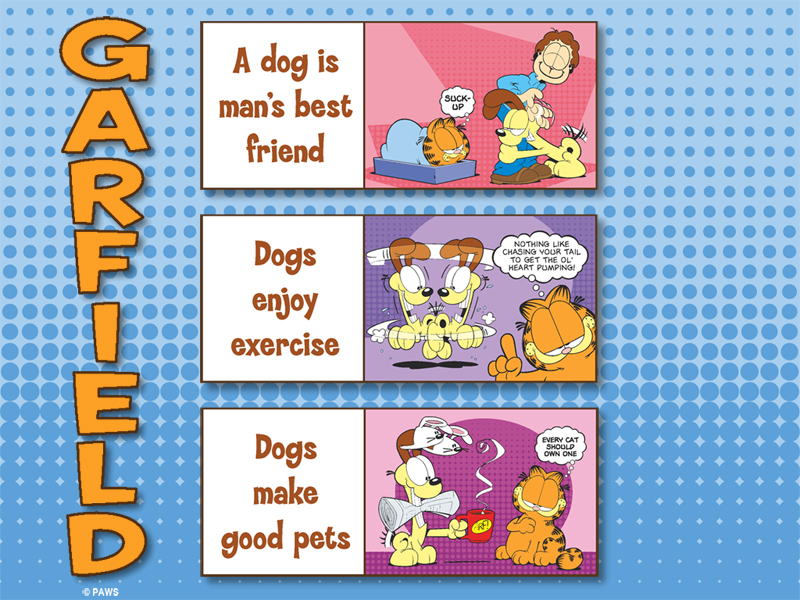 GARFIELD
A dog is
man's best
friend
SUCK-
UP
Dogs
enjoy
exercise
NOTHING LIKE
CHASING YOUR TAIL
TO GET THE OL'
HEART PUMPING!
Dogs
make
good pets
EVERY CAT
SHOULD
OWN ONE
© PAWS